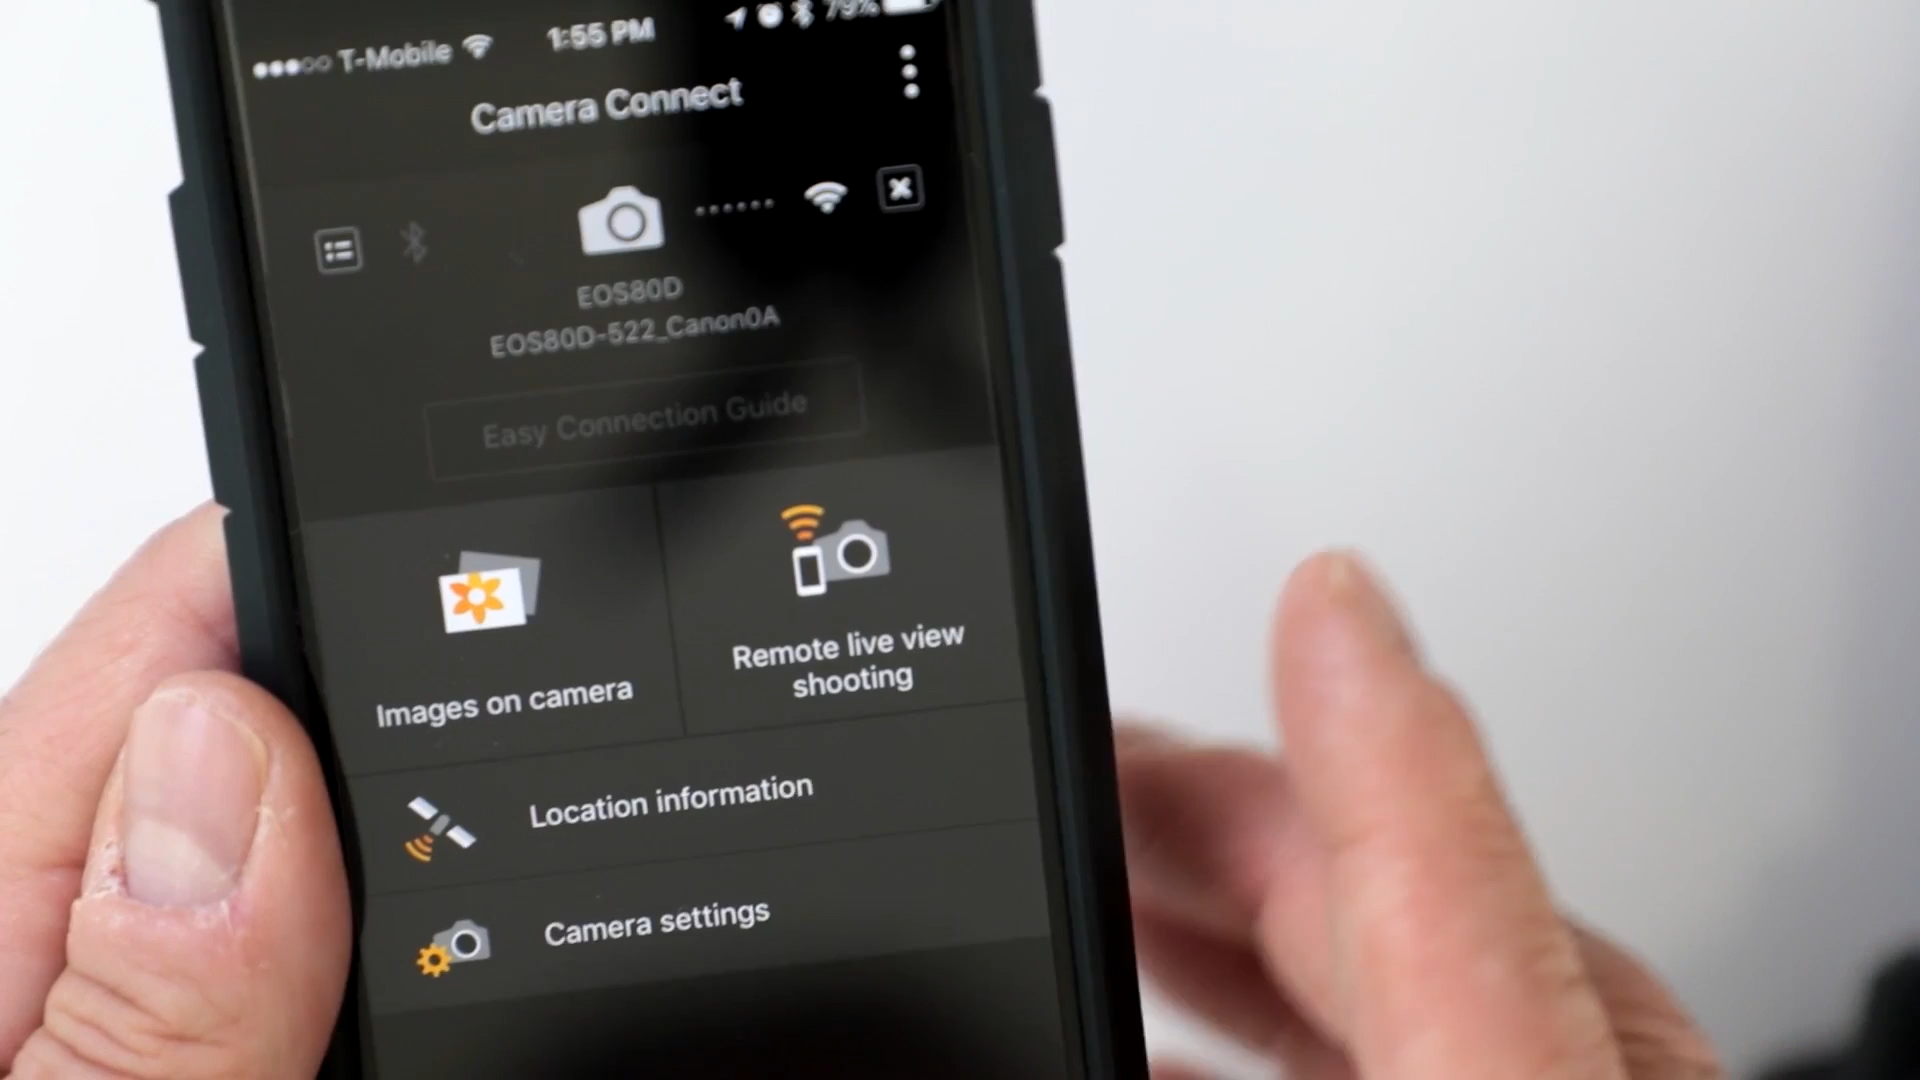 T-Mobile 1:55 PM 79%
Camera Connect
EOS80D
EOS80D-522_Canon0A
Easy Connection Guide
Images on camera
Remote live view
shooting
Location information
Camera settings